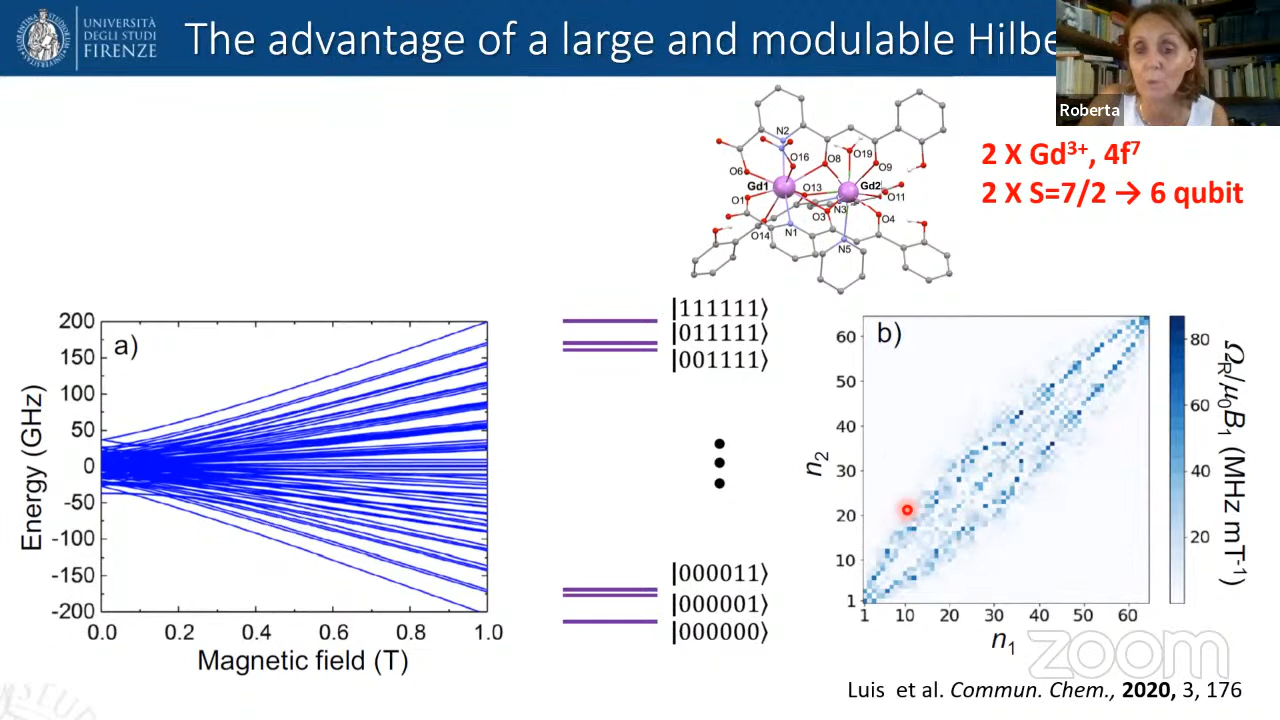 UNIVERSITÀ
DEGLI STUDI
FIRENZE
The advantage of a large and modulable Hilbe
Roberta
2 X Gd³⁺, 4f⁷
2 X S=7/2 → 6 qubit
N2
O16
O8
O19
O9
O6
Gd1
O13
Gd2
O1
O11
N3
O3
O4
O14
N1
N5
a)
Energy (GHz)
200
150
100
50
0
-50
-100
-150
-200
0.0 0.2 0.4 0.6 0.8 1.0
Magnetic field (T)
|111111⟩
|011111⟩
|001111⟩
|000011⟩
|000001⟩
|000000⟩
b)
n₂
60
50
40
30
20
10
1
1 10 20 30 40 50 60
n₁
80
60
40
20
Ω_R/μ₀B₁ (MHz mT⁻¹)
zoom
Luis et al. Commun. Chem., 2020, 3, 176